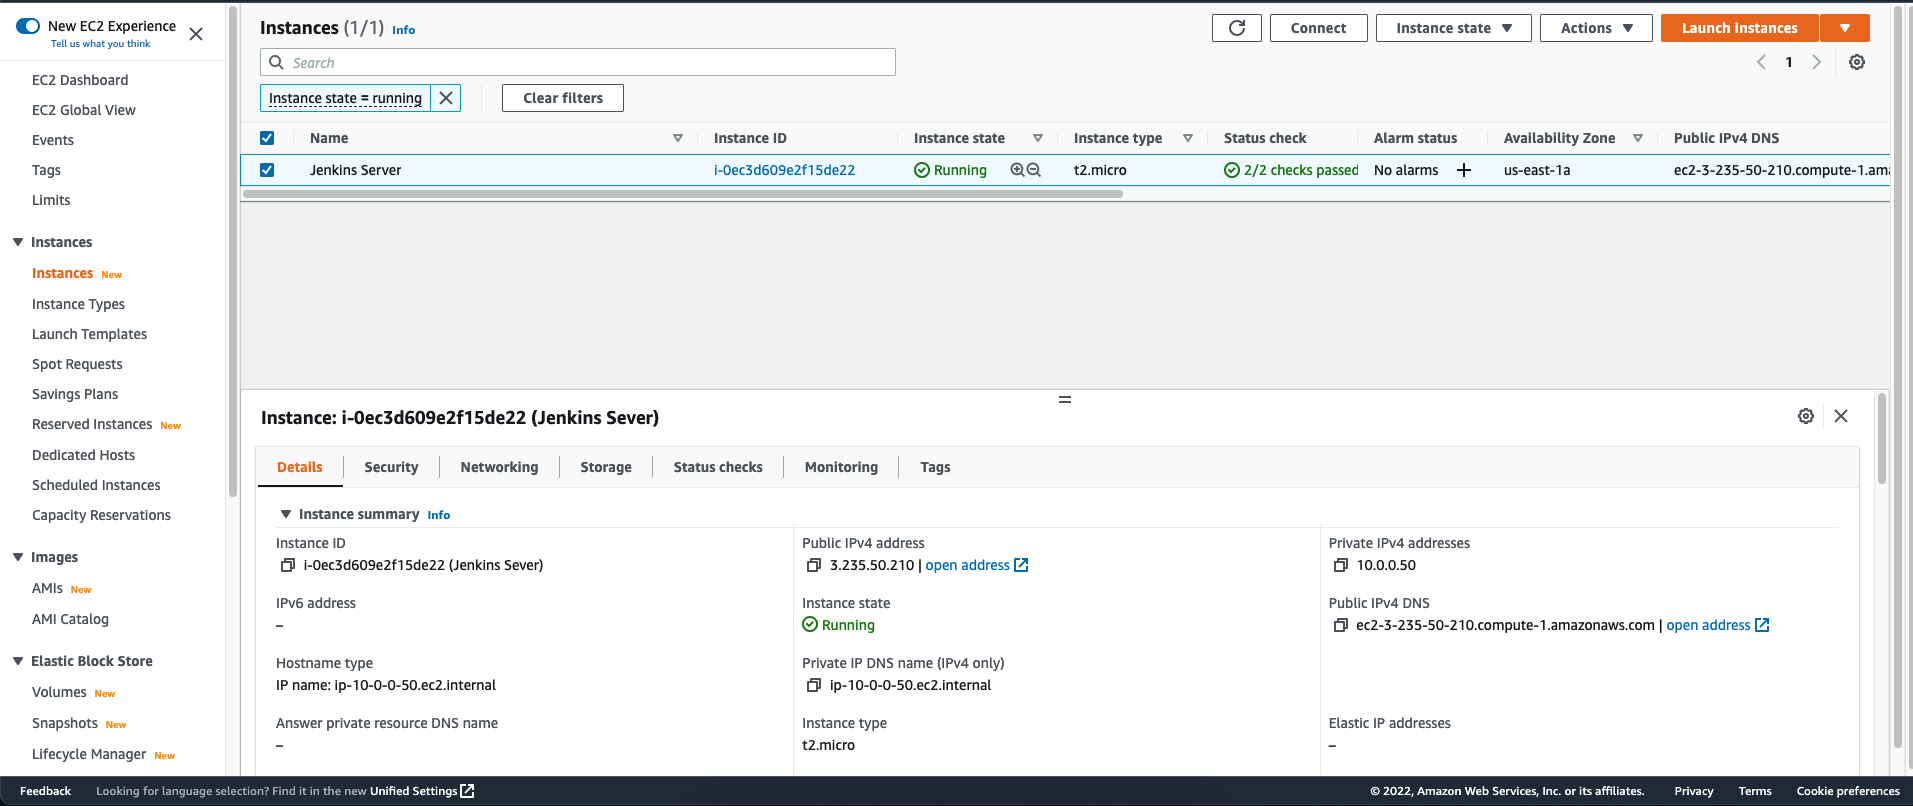 New EC2 Experience
Tell us what you think
EC2 Dashboard
EC2 Global View
Events
Tags
Limits
Instances
Instances New
Instance Types
Launch Templates
Spot Requests
Savings Plans
Reserved Instances New
Dedicated Hosts
Scheduled Instances
Capacity Reservations
Images
AMIs New
AMI Catalog
Elastic Block Store
Volumes New
Snapshots New
Lifecycle Manager New
Instances (1/1) Info
Connect
Instance state
Actions
Launch instances
Search
1
Instance state = running
Clear filters
Name Instance ID Instance state Instance type Status check Alarm status Availability Zone Public IPv4 DNS
Jenkins Server i-0ec3d609e2f15de22 Running t2.micro 2/2 checks passed No alarms us-east-1a ec2-3-235-50-210.compute-1.ama
Instance: i-0ec3d609e2f15de22 (Jenkins Sever)
Details Security Networking Storage Status checks Monitoring Tags
Instance summary Info
Instance ID
i-0ec3d609e2f15de22 (Jenkins Sever)
Public IPv4 address
3.235.50.210 | open address
Private IPv4 addresses
10.0.0.50
IPv6 address
–
Instance state
Running
Public IPv4 DNS
ec2-3-235-50-210.compute-1.amazonaws.com | open address
Hostname type
IP name: ip-10-0-0-50.ec2.internal
Private IP DNS name (IPv4 only)
ip-10-0-0-50.ec2.internal
Answer private resource DNS name
–
Instance type
t2.micro
Elastic IP addresses
–
Feedback Looking for language selection? Find it in the new Unified Settings © 2022, Amazon Web Services, Inc. or its affiliates. Privacy Terms Cookie preferences